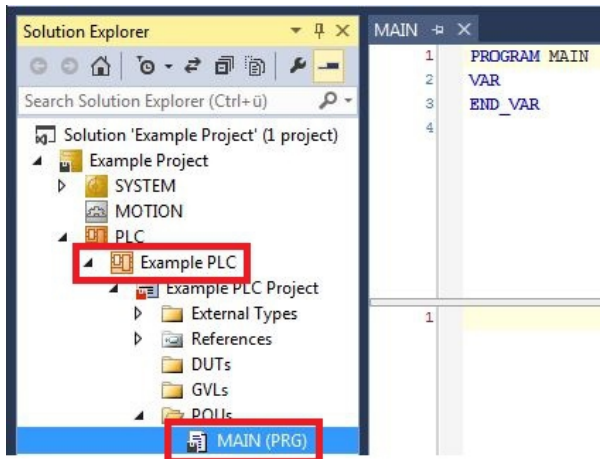 Solution Explorer
Search Solution Explorer (Ctrl+ü)
Solution 'Example Project' (1 project)
Example Project
SYSTEM
MOTION
PLC
Example PLC
Example PLC Project
External Types
References
DUTs
GVLs
POUs
MAIN (PRG)
MAIN
1 PROGRAM MAIN
2 VAR
3 END_VAR
4
1